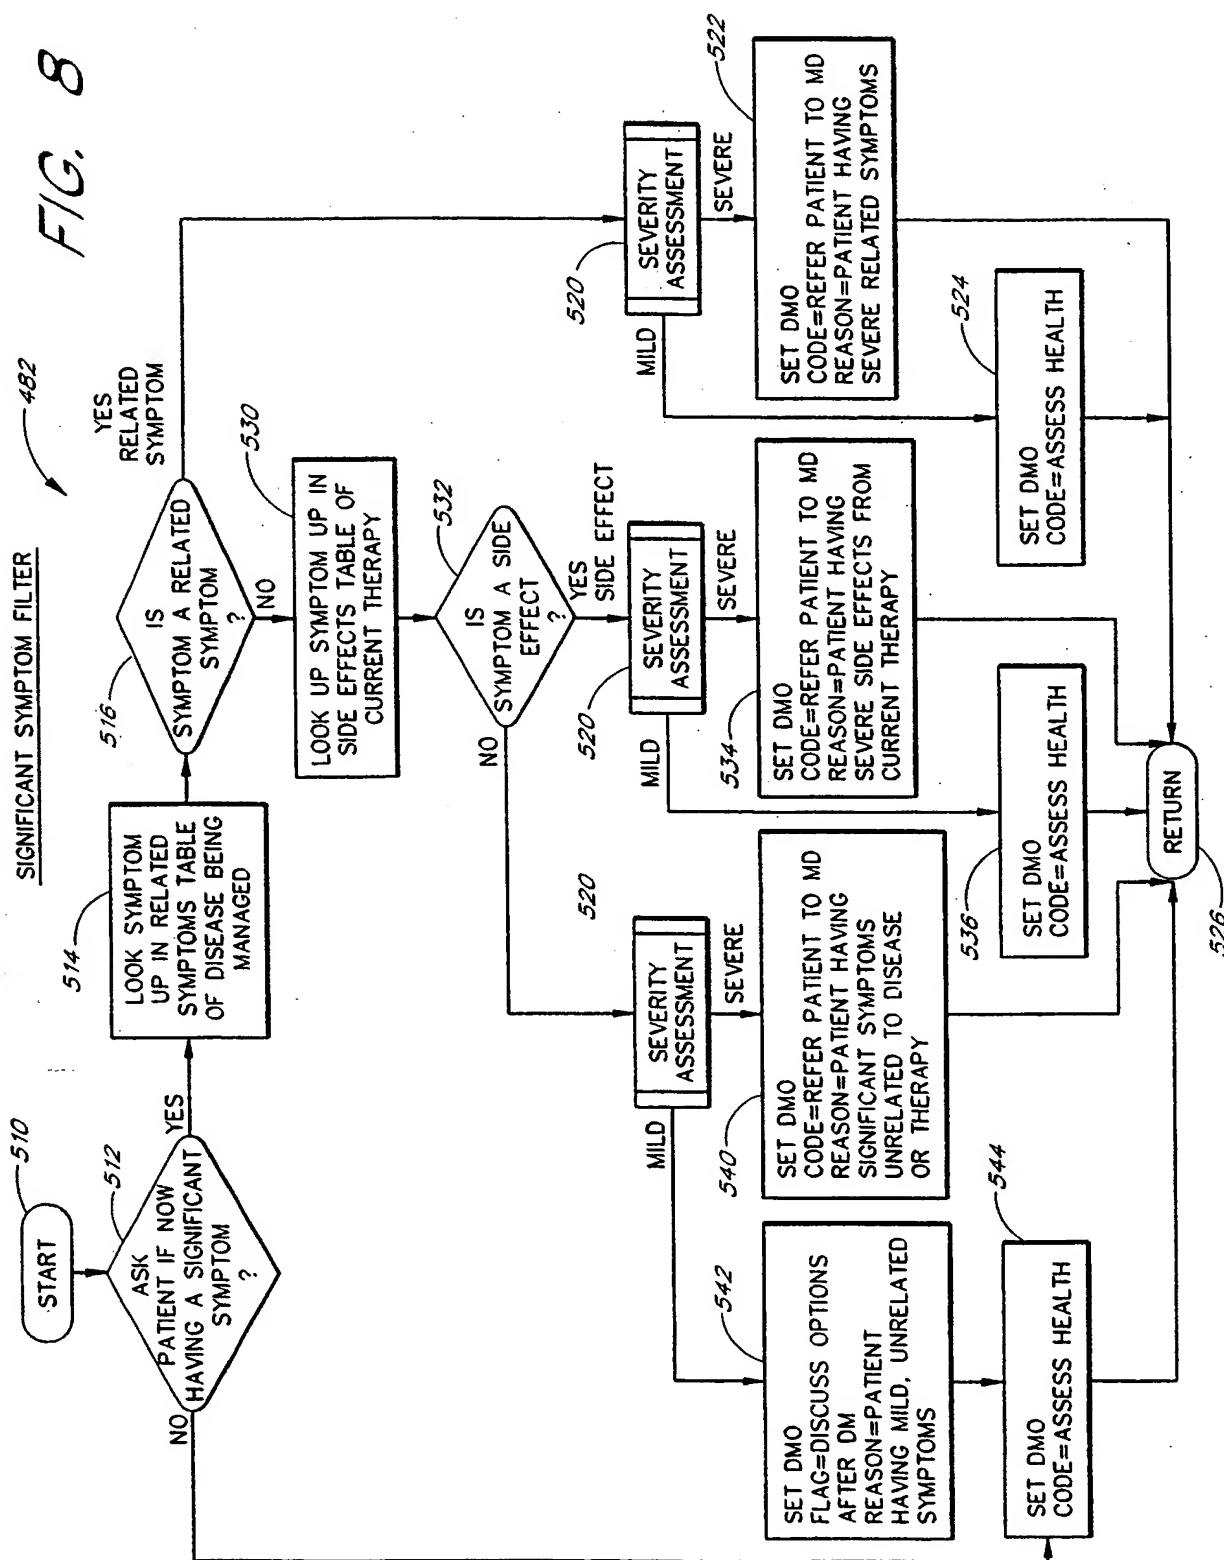 SIGNIFICANT SYMPTOM FILTER
482
FIG. 8
START
510
ASK
PATIENT IF NOW
HAVING A SIGNIFICANT
SYMPTOM
?
512
NO
YES
514
LOOK SYMPTOM
UP IN RELATED
SYMPTOMS TABLE
OF DISEASE BEING
MANAGED
516
IS
SYMPTOM A RELATED
SYMPTOM
?
YES
RELATED
SYMPTOM
NO
530
LOOK UP SYMPTOM UP IN
SIDE EFFECTS TABLE OF
CURRENT THERAPY
532
IS
SYMPTOM A SIDE
EFFECT
?
NO
YES
SIDE EFFECT
520
SEVERITY
ASSESSMENT
MILD
SEVERE
520
SEVERITY
ASSESSMENT
MILD
SEVERE
520
SEVERITY
ASSESSMENT
MILD
SEVERE
542
SET DMO
FLAG=DISCUSS OPTIONS
AFTER DM
REASON=PATIENT
HAVING MILD, UNRELATED
SYMPTOMS
540
SET DMO
CODE=REFER PATIENT TO MD
REASON=PATIENT HAVING
SIGNIFICANT SYMPTOMS
UNRELATED TO DISEASE
OR THERAPY
534
SET DMO
CODE=REFER PATIENT TO MD
REASON=PATIENT HAVING
SEVERE SIDE EFFECTS FROM
CURRENT THERAPY
522
SET DMO
CODE=REFER PATIENT TO MD
REASON=PATIENT HAVING
SEVERE RELATED SYMPTOMS
544
SET DMO
CODE=ASSESS HEALTH
536
SET DMO
CODE=ASSESS HEALTH
524
SET DMO
CODE=ASSESS HEALTH
RETURN
526